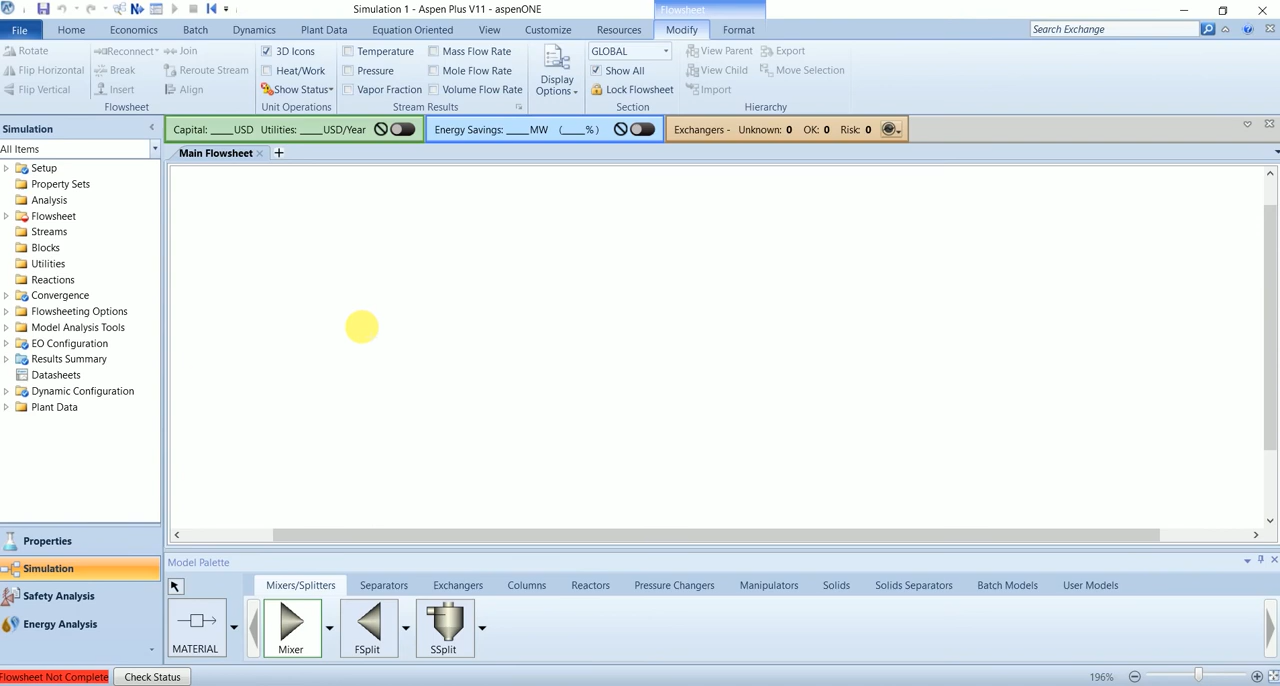 Simulation 1 - Aspen Plus V11 - aspenONE
Flowsheet
File Home Economics Batch Dynamics Plant Data Equation Oriented View Customize Resources Modify Format Search Exchange
Rotate Reconnect Join
Flip Horizontal Break Reroute Stream
Flip Vertical Insert Align
Flowsheet
3D Icons
Heat/Work
Show Status
Unit Operations
Temperature Mass Flow Rate
Pressure Mole Flow Rate
Vapor Fraction Volume Flow Rate
Stream Results
Display
Options
GLOBAL
Show All
Lock Flowsheet
Section
View Parent Export
View Child Move Selection
Import
Hierarchy
Simulation
Capital: ____USD Utilities: ____USD/Year
Energy Savings: ____MW (____%)
Exchangers - Unknown: 0 OK: 0 Risk: 0
All Items
Main Flowsheet
Setup
Property Sets
Analysis
Flowsheet
Streams
Blocks
Utilities
Reactions
Convergence
Flowsheeting Options
Model Analysis Tools
EO Configuration
Results Summary
Datasheets
Dynamic Configuration
Plant Data
Properties
Simulation
Safety Analysis
Energy Analysis
Model Palette
Mixers/Splitters Separators Exchangers Columns Reactors Pressure Changers Manipulators Solids Solids Separators Batch Models User Models
MATERIAL Mixer FSplit SSplit
Flowsheet Not Complete Check Status 196%